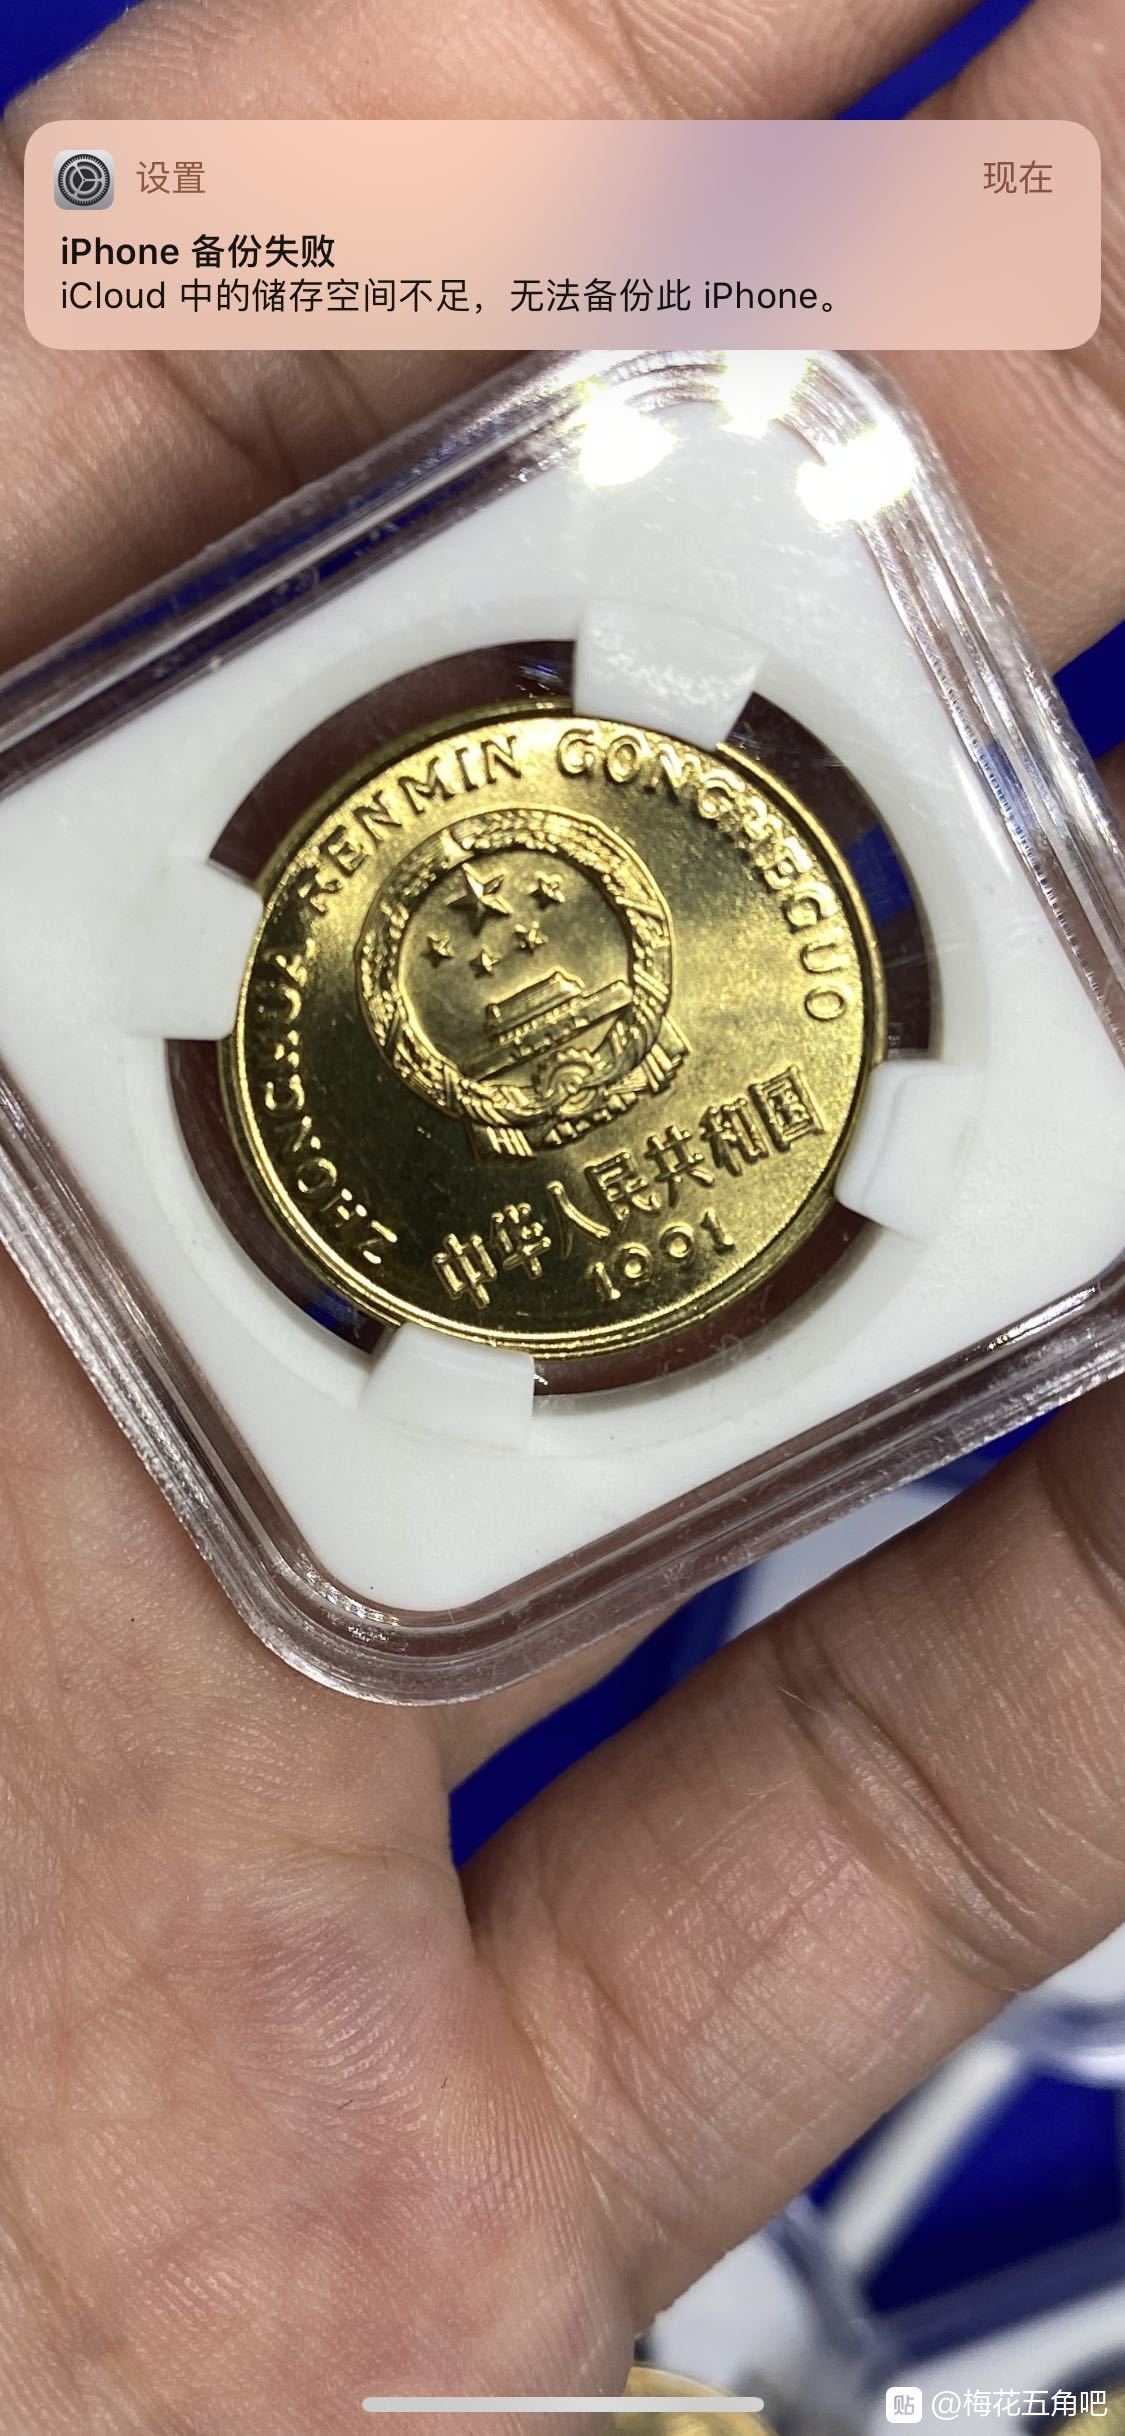 设置
现在
iPhone 备份失败
iCloud 中的储存空间不足，无法备份此 iPhone。
ZHONGHUA RENMIN GONGHEGUO
中华人民共和国
1991
贴 @梅花五角吧